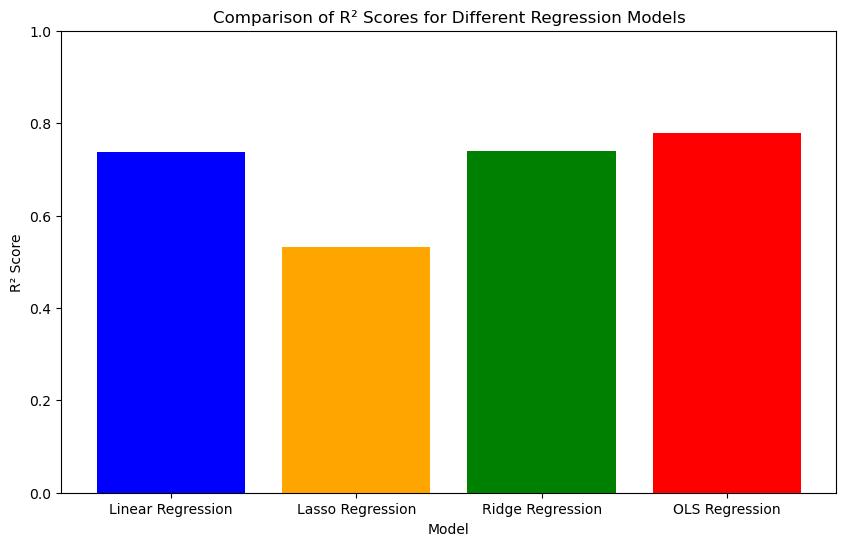 Comparison of R² Scores for Different Regression Models
1.0
0.8
0.6
0.4
0.2
0.0
R² Score
Linear Regression
Lasso Regression
Ridge Regression
OLS Regression
Model